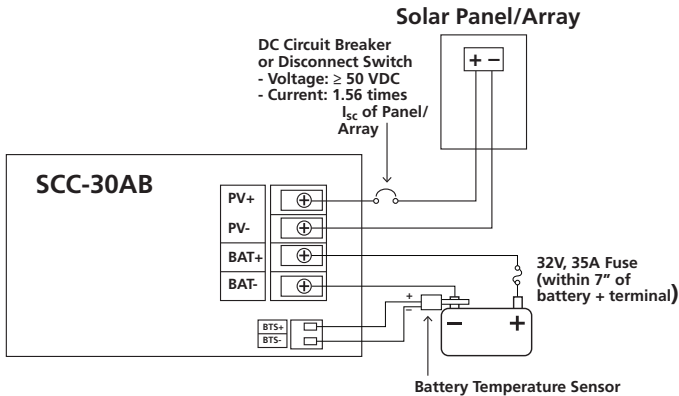 Solar Panel/Array
DC Circuit Breaker
or Disconnect Switch
- Voltage: ≥ 50 VDC
- Current: 1.56 times
Isc of Panel/
Array
+ −
SCC-30AB
PV+
PV-
BAT+
BAT-
BTS+
BTS-
+
−
− +
32V, 35A Fuse
(within 7" of
battery + terminal)
Battery Temperature Sensor